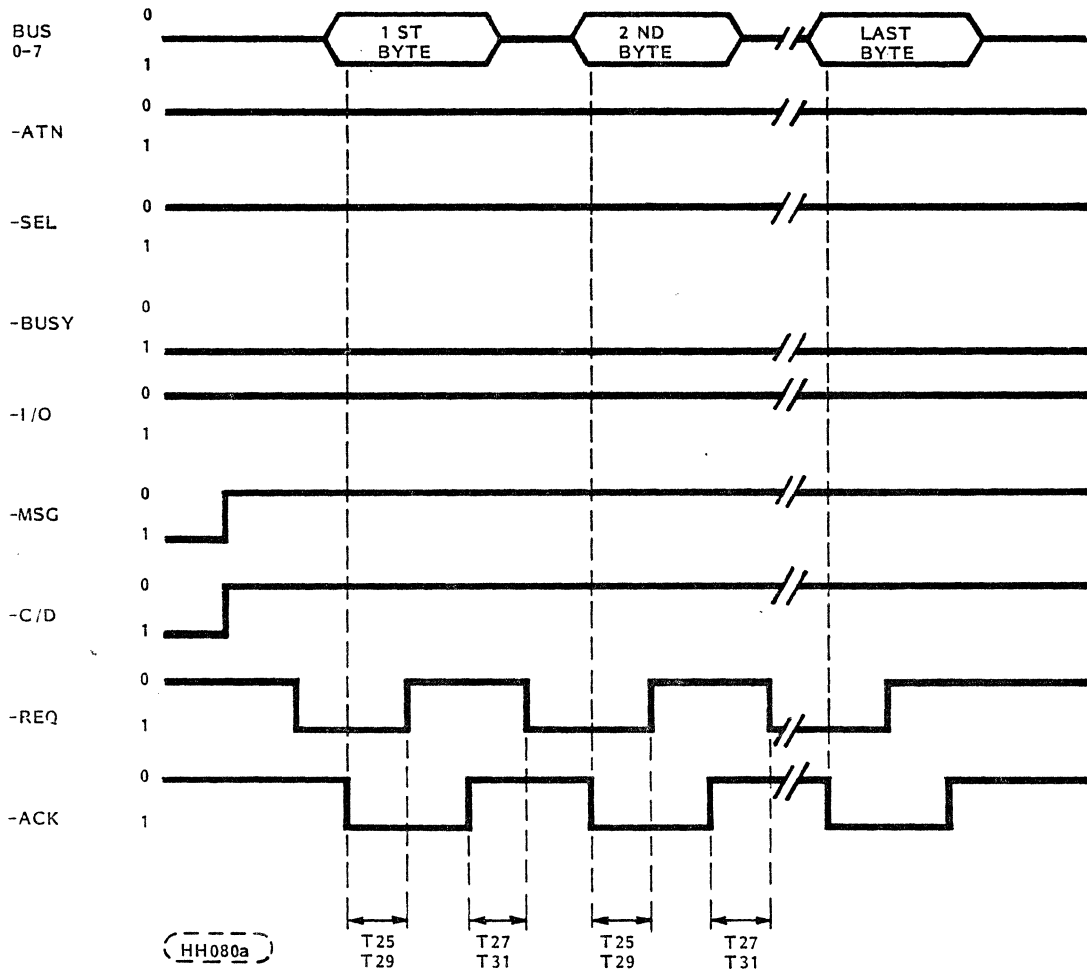 BUS
0-7
0
1
1 ST
BYTE
2 ND
BYTE
LAST
BYTE
-ATN
0
1
-SEL
0
1
-BUSY
0
1
-I/O
0
1
-MSG
0
1
-C/D
0
1
-REQ
0
1
-ACK
0
1
T25
T29
T27
T31
T25
T29
T27
T31
HH080a